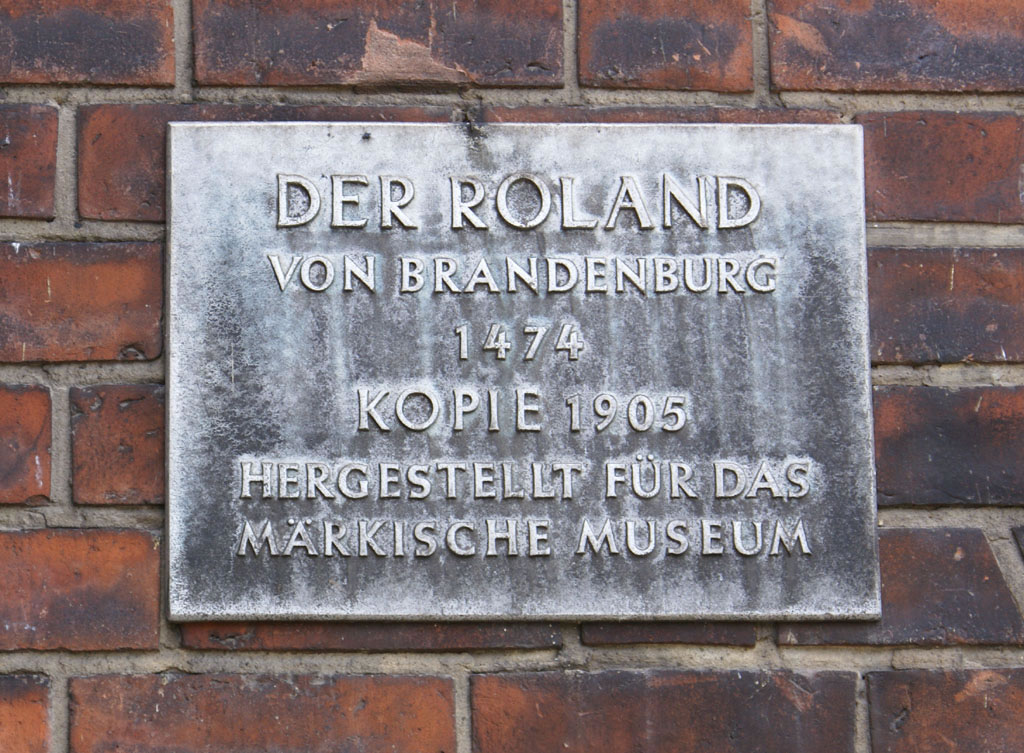 DER ROLAND
VON BRANDENBURG
1474
KOPIE 1905
HERGESTELLT FÜR DAS
MÄRKISCHE MUSEUM